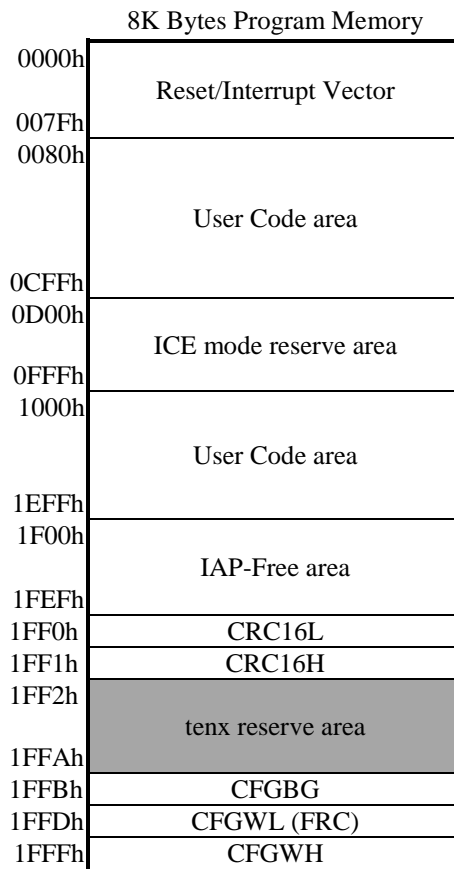 8K Bytes Program Memory
0000h
Reset/Interrupt Vector
007Fh
0080h
User Code area
0CFFh
0D00h
ICE mode reserve area
0FFFh
1000h
User Code area
1EFFh
1F00h
IAP-Free area
1FEFh
1FF0h CRC16L
1FF1h CRC16H
1FF2h
tenx reserve area
1FFAh
1FFBh CFGBG
1FFDh CFGWL (FRC)
1FFFh CFGWH